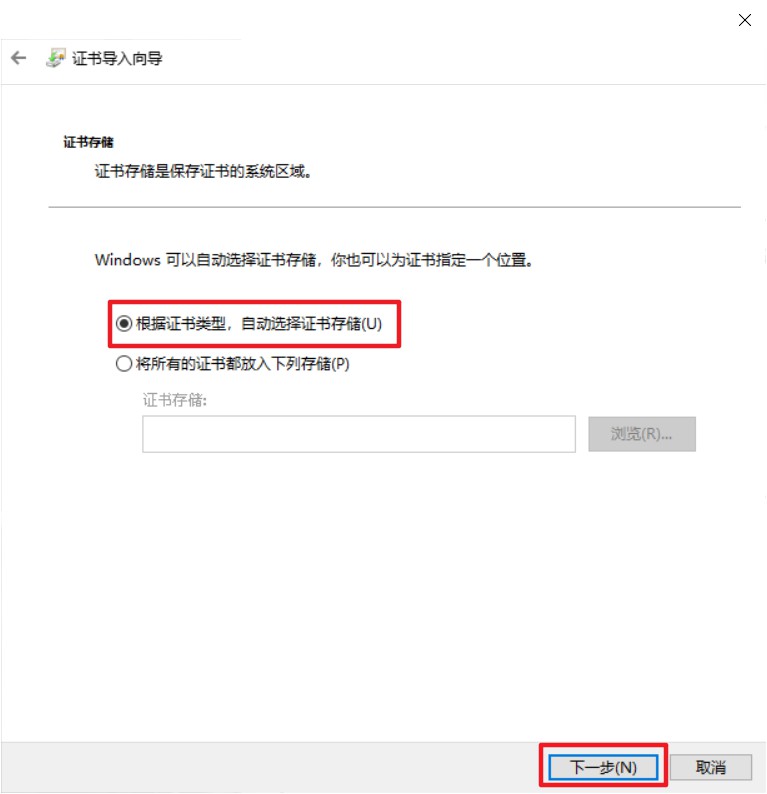 证书导入向导
证书存储
证书存储是保存证书的系统区域。
Windows 可以自动选择证书存储，你也可以为证书指定一个位置。
根据证书类型，自动选择证书存储(U)
将所有的证书都放入下列存储(P)
证书存储:
浏览(R)...
下一步(N)
取消